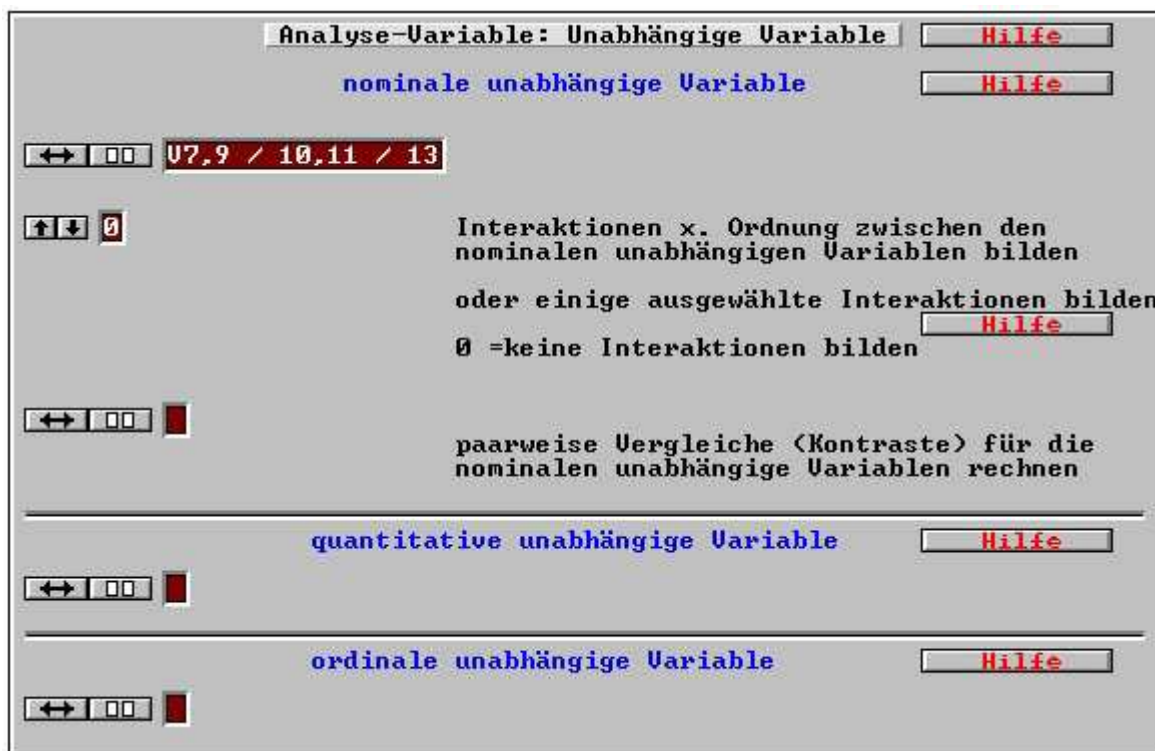 Analyse-Variable: Unabhängige Variable Hilfe
nominale unabhängige Variable Hilfe
V7,9 / 10,11 / 13
0 Interaktionen x. Ordnung zwischen den
nominalen unabhängigen Variablen bilden
oder einige ausgewählte Interaktionen bilden
Hilfe
0 =keine Interaktionen bilden
paarweise Vergleiche (Kontraste) für die
nominalen unabhängige Variablen rechnen
quantitative unabhängige Variable Hilfe
ordinale unabhängige Variable Hilfe